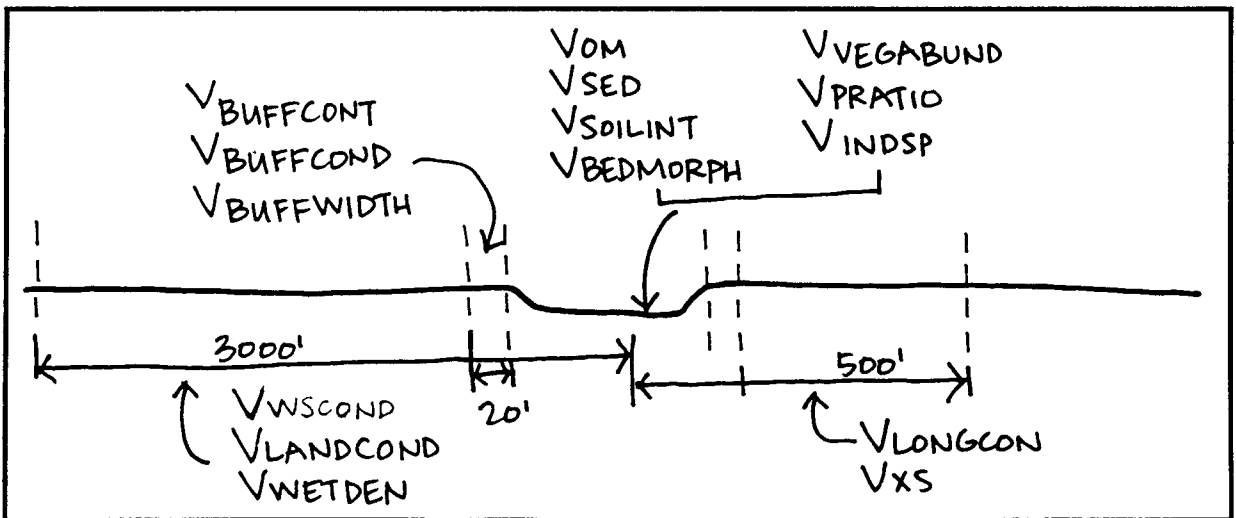 VBUFFCONT
VBUFFCOND
VBUFFWIDTH
VOM
VSED
VSOILINT
VBEDMORPH
VVEGABUND
VPRATIO
VINDSP
3000'
20'
500'
VWSCOND
VLANDCOND
VWETDEN
VLONGCON
VXS